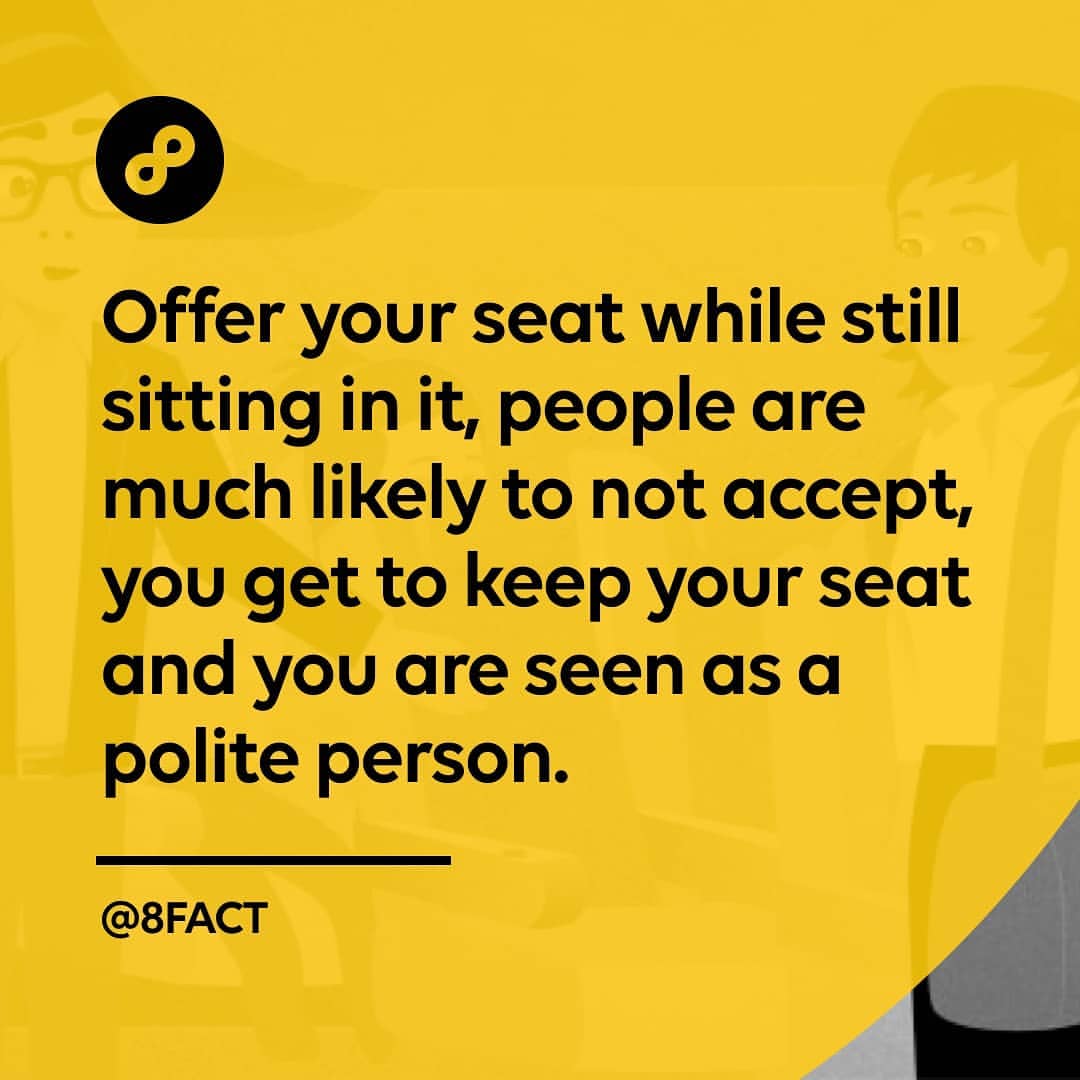 Offer your seat while still
sitting in it, people are
much likely to not accept,
you get to keep your seat
and you are seen as a
polite person.
@8FACT